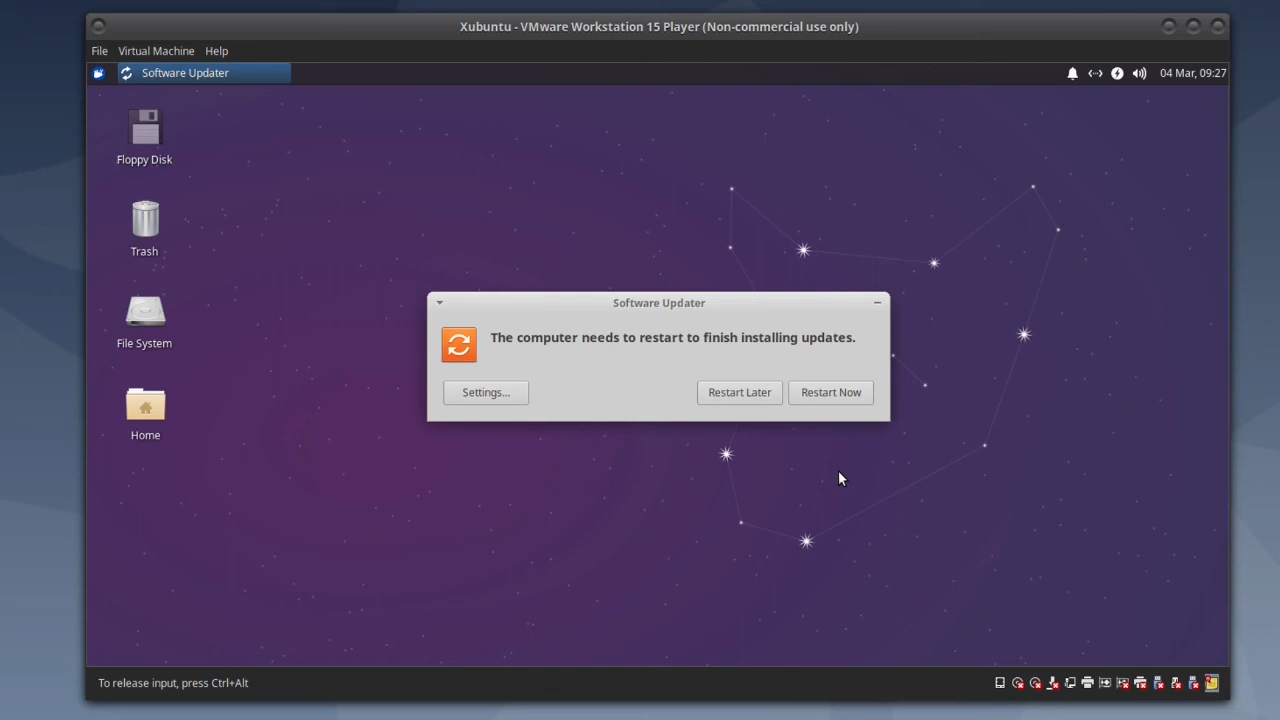 Xubuntu - VMware Workstation 15 Player (Non-commercial use only)
File Virtual Machine Help
Software Updater 04 Mar, 09:27
Floppy Disk
Trash
File System
Home
Software Updater
The computer needs to restart to finish installing updates.
Settings... Restart Later Restart Now
To release input, press Ctrl+Alt